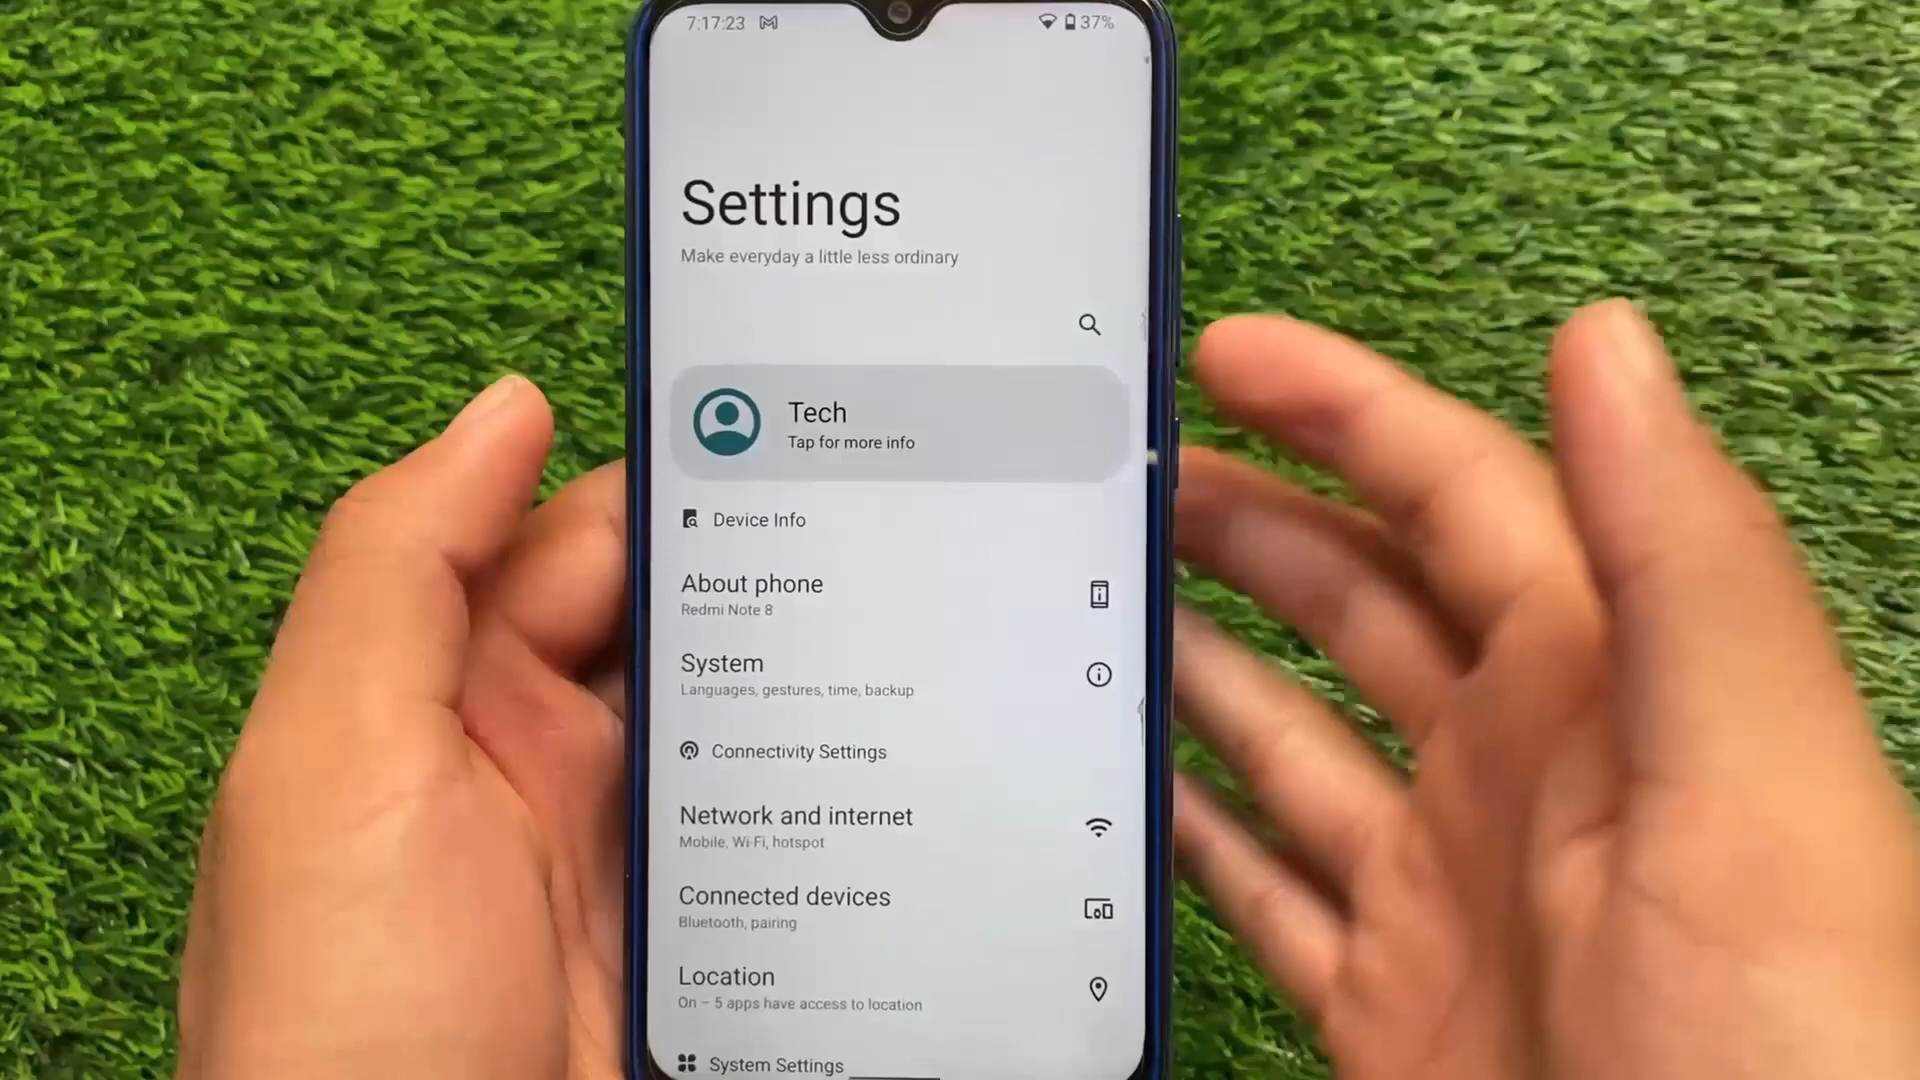 7:17:23 37%
Settings
Make everyday a little less ordinary
Tech
Tap for more info
Device Info
About phone
Redmi Note 8
System
Languages, gestures, time, backup
Connectivity Settings
Network and internet
Mobile, Wi-Fi, hotspot
Connected devices
Bluetooth, pairing
Location
On – 5 apps have access to location
System Settings